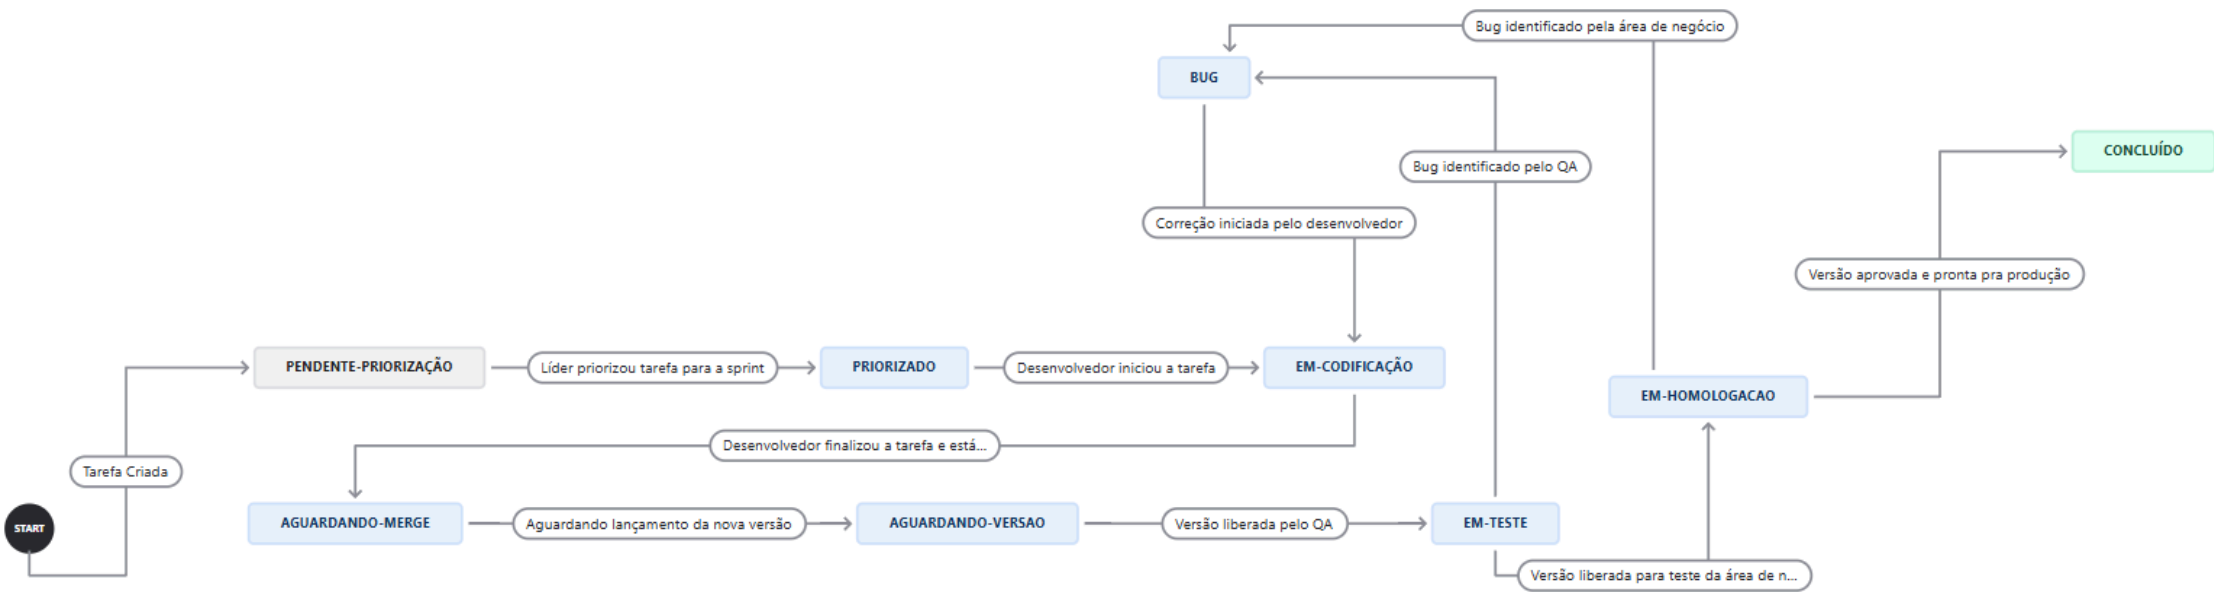 Bug identificado pela área de negócio
BUG
CONCLUÍDO
Bug identificado pelo QA
Correção iniciada pelo desenvolvedor
Versão aprovada e pronta pra produção
PENDENTE-PRIORIZAÇÃO
Líder priorizou tarefa para a sprint
PRIORIZADO
Desenvolvedor iniciou a tarefa
EM-CODIFICAÇÃO
EM-HOMOLOGACAO
Desenvolvedor finalizou a tarefa e está...
Tarefa Criada
START
AGUARDANDO-MERGE
Aguardando lançamento da nova versão
AGUARDANDO-VERSAO
Versão liberada pelo QA
EM-TESTE
Versão liberada para teste da área de n...